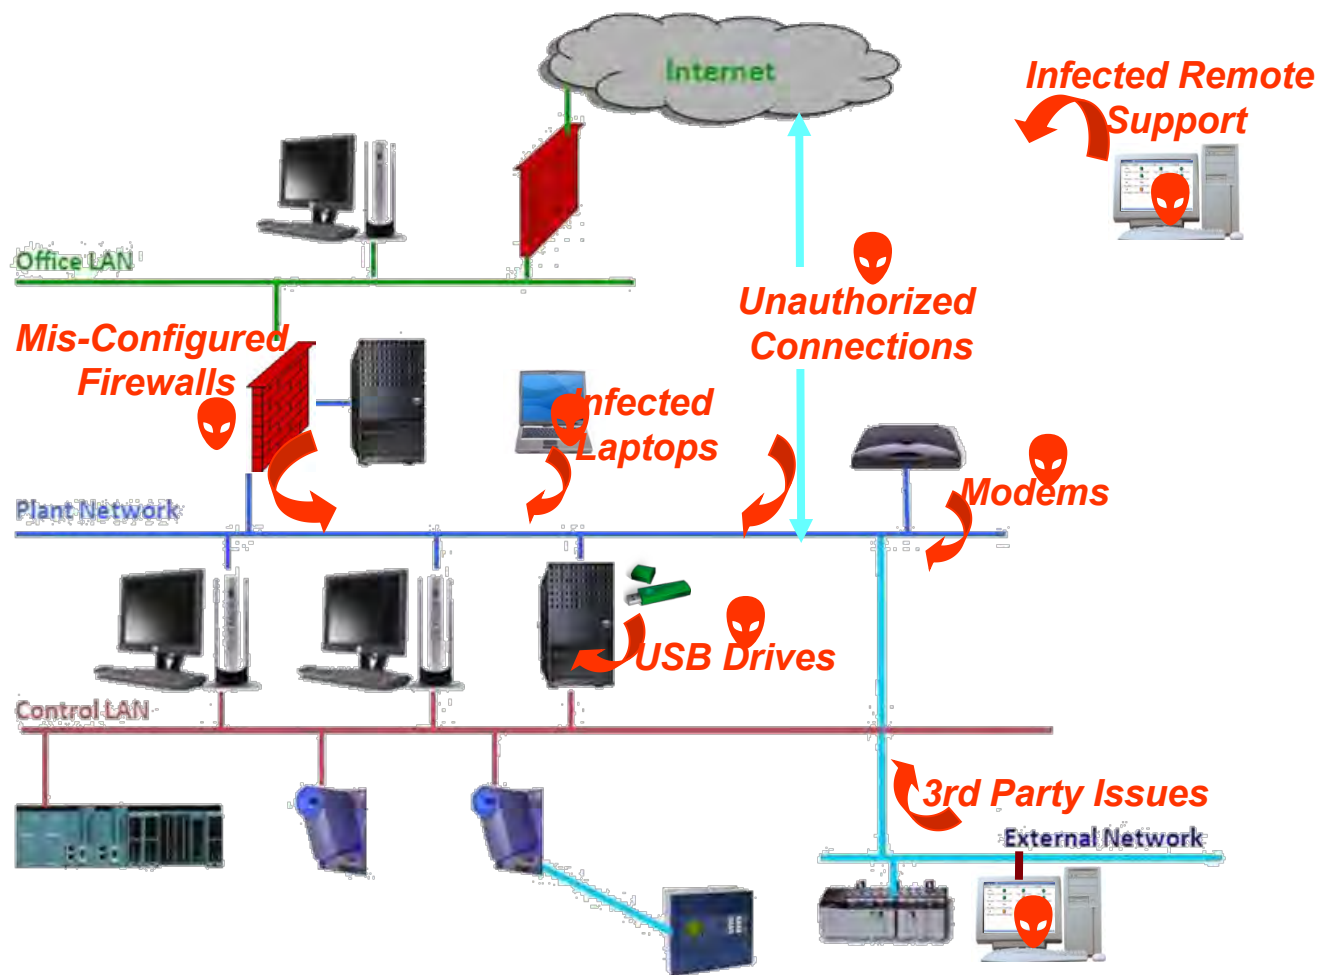 Internet
Infected Remote
Support
Office LAN
Unauthorized
Connections
Mis-Configured
Firewalls
Infected
Laptops
Modems
Plant Network
USB Drives
Control LAN
3rd Party Issues
External Network